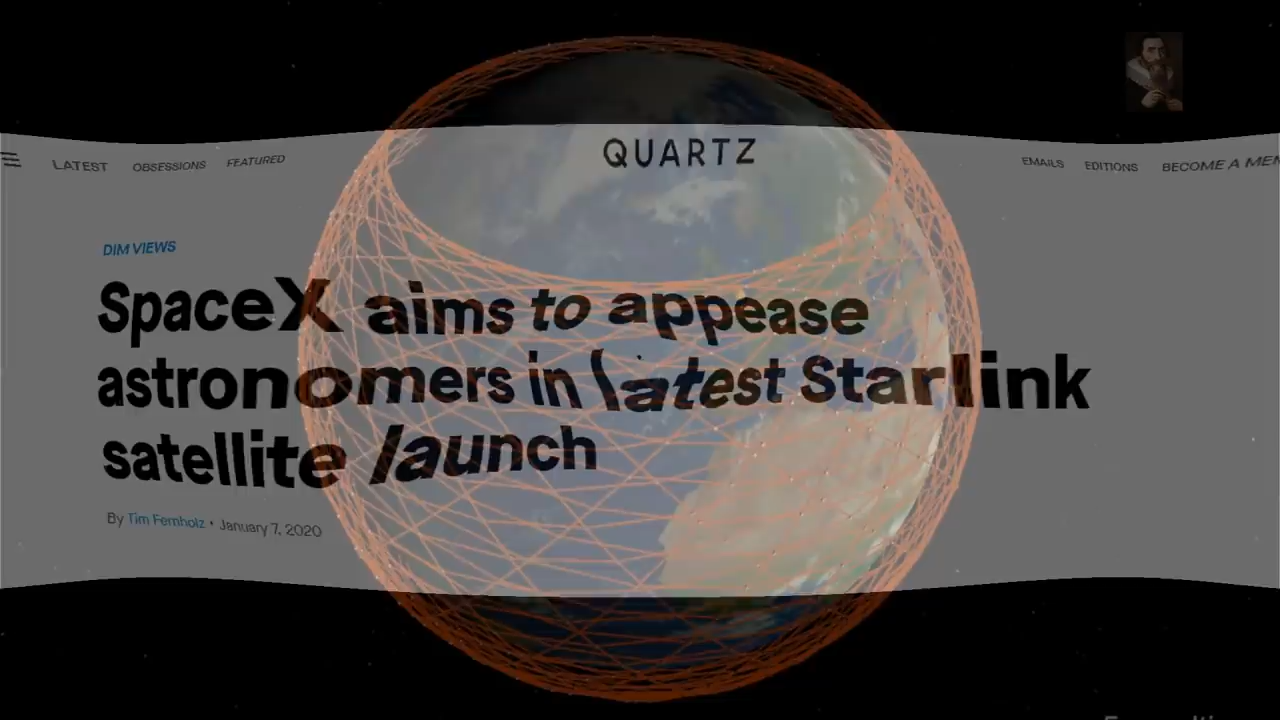 QUARTZ
LATEST OBSESSIONS FEATURED
EMAILS EDITIONS BECOME A
DIM VIEWS
SpaceX aims to appease
astronomers in latest Starlink
satellite launch
By Tim Fernholz • January 7, 2020